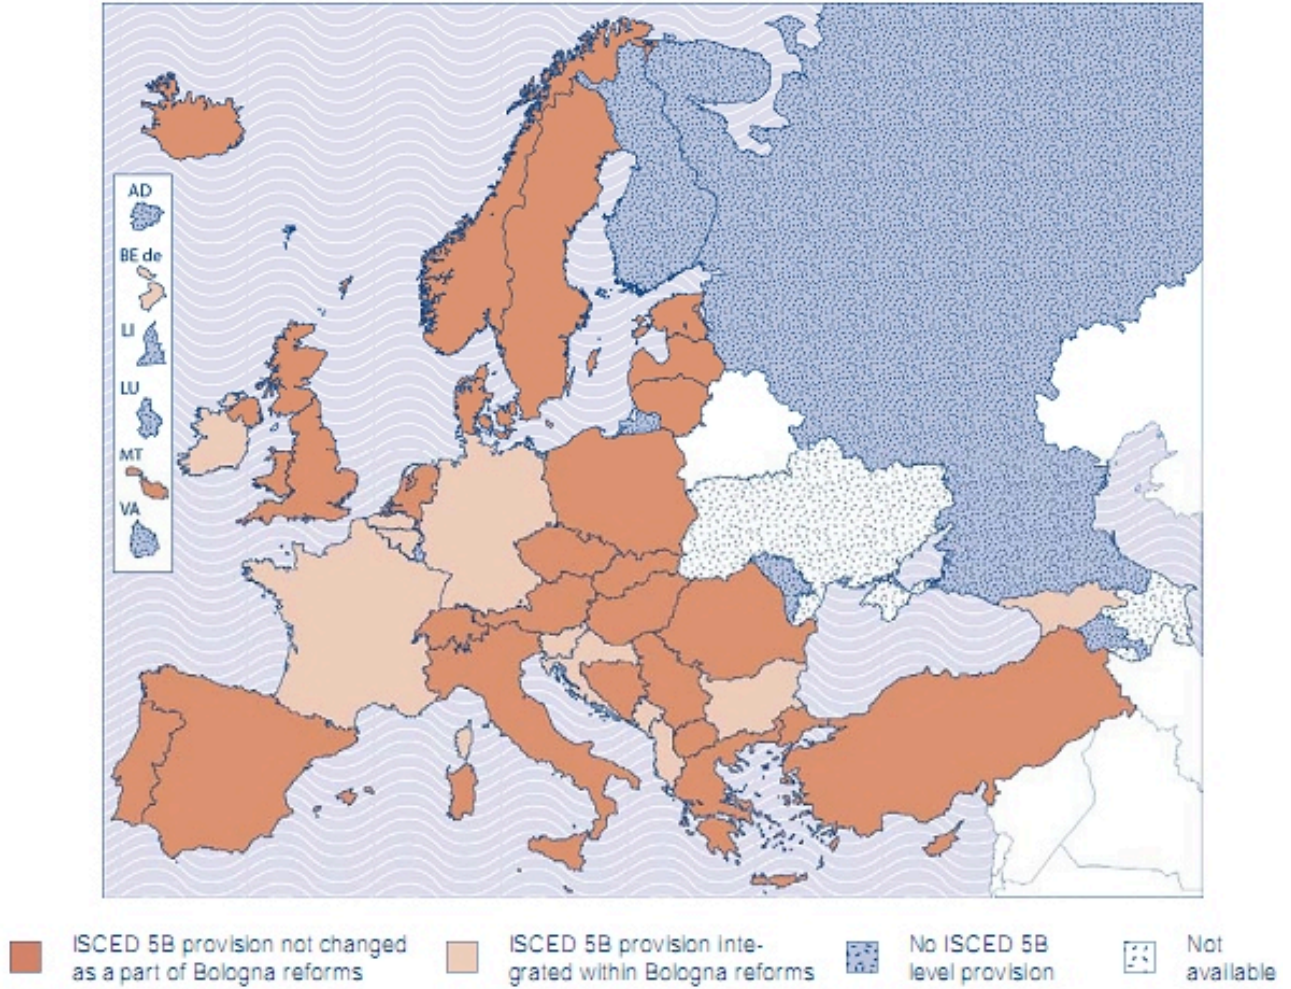 AD
BE de
LI
LU
MT
VA
ISCED 5B provision not changed
as a part of Bologna reforms
ISCED 5B provision inte-
grated within Bologna reforms
No ISCED 5B
level provision
Not
available